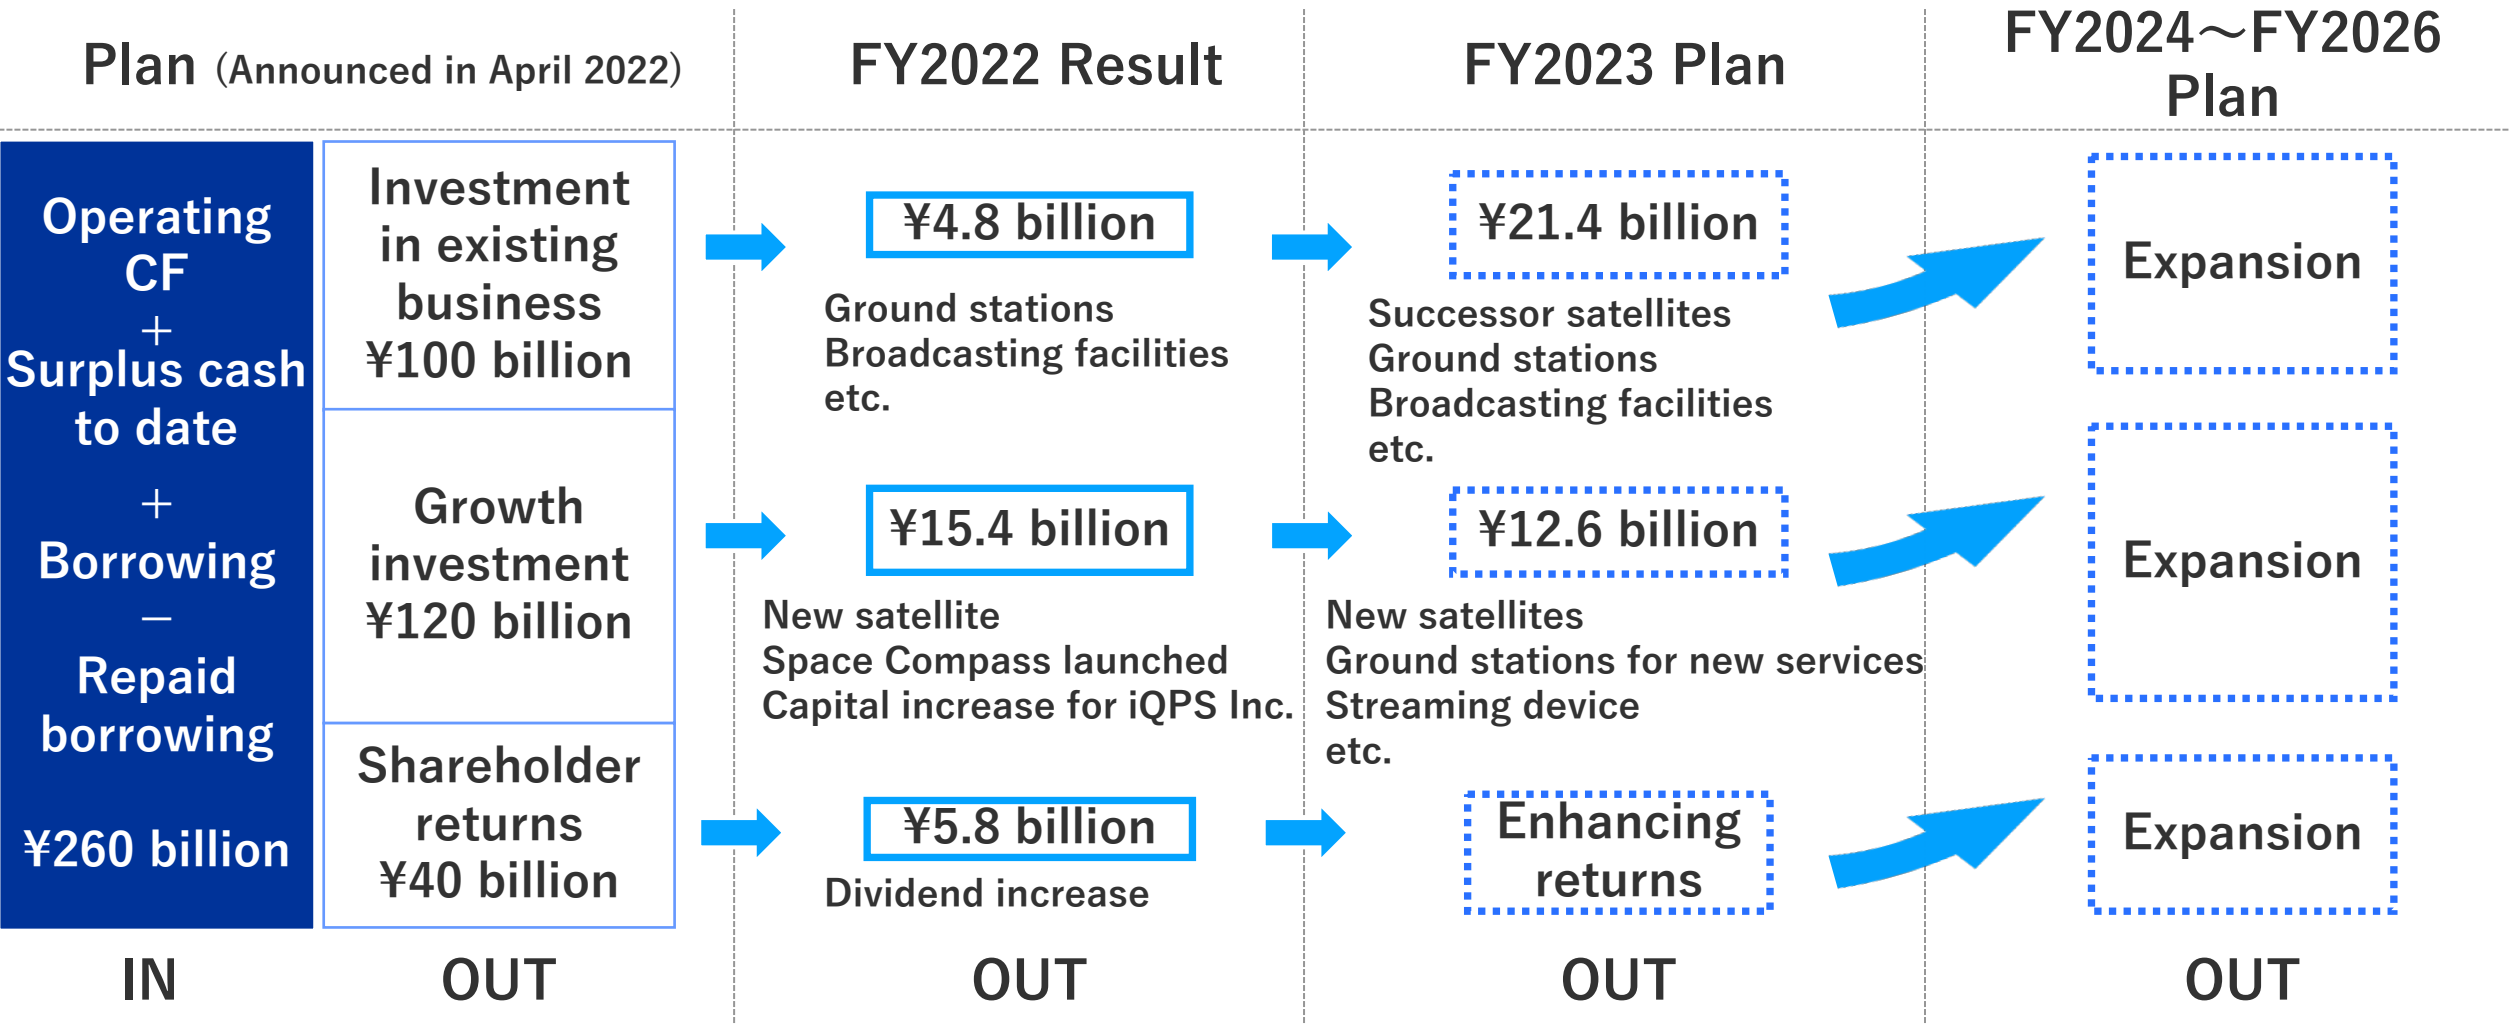 Plan (Announced in April 2022)
FY2022 Result
FY2023 Plan
FY2024～FY2026
Plan
Operating
CF
+
Surplus cash
to date
+
Borrowing
−
Repaid
borrowing
¥260 billion
IN
Investment
in existing
business
¥100 billion
Growth
investment
¥120 billion
Shareholder
returns
¥40 billion
OUT
¥4.8 billion
Ground stations
Broadcasting facilities
etc.
¥15.4 billion
New satellite
Space Compass launched
Capital increase for iQPS Inc.
¥5.8 billion
Dividend increase
OUT
¥21.4 billion
Successor satellites
Ground stations
Broadcasting facilities
etc.
¥12.6 billion
New satellites
Ground stations for new services
Streaming device
etc.
Enhancing
returns
OUT
Expansion
Expansion
Expansion
OUT